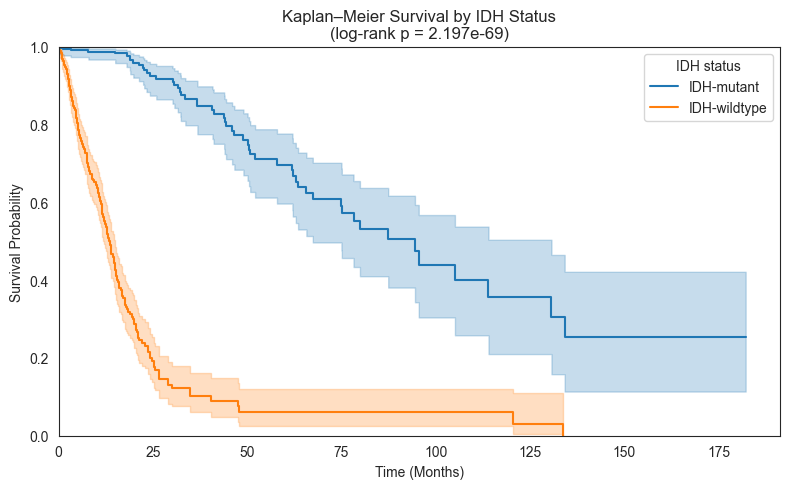 Kaplan–Meier Survival by IDH Status
(log-rank p = 2.197e-69)
IDH status
IDH-mutant
IDH-wildtype
Survival Probability
1.0
0.8
0.6
0.4
0.2
0.0
0 25 50 75 100 125 150 175
Time (Months)